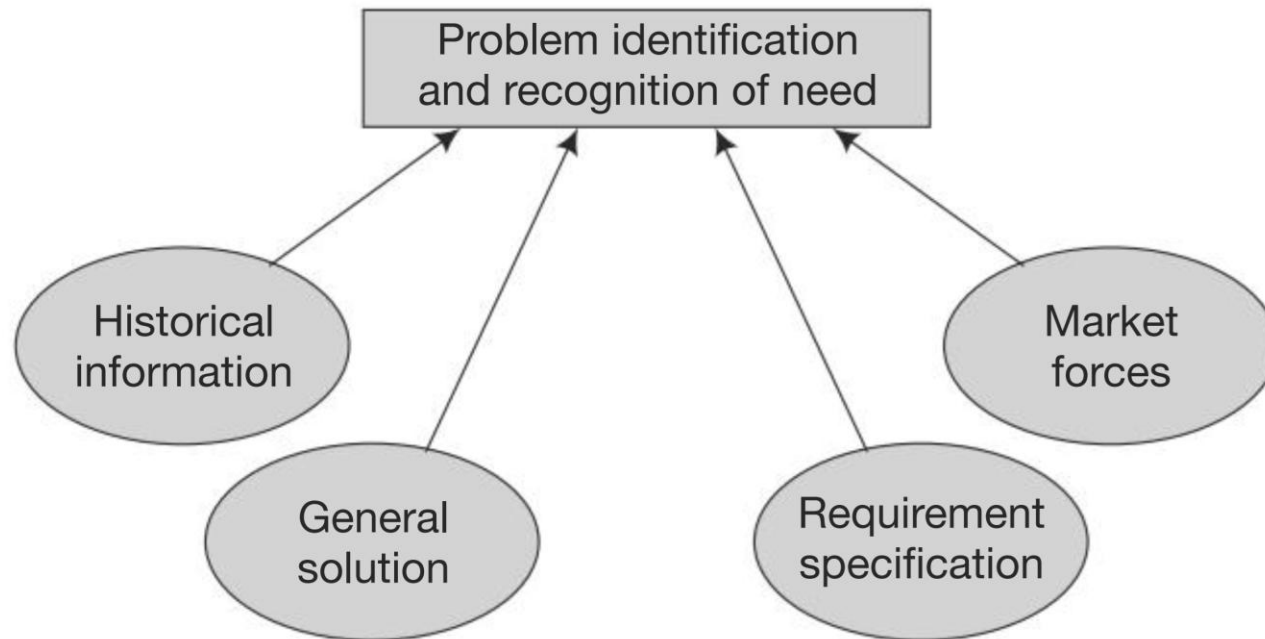 Problem identification
and recognition of need
Historical
information
Market
forces
General
solution
Requirement
specification